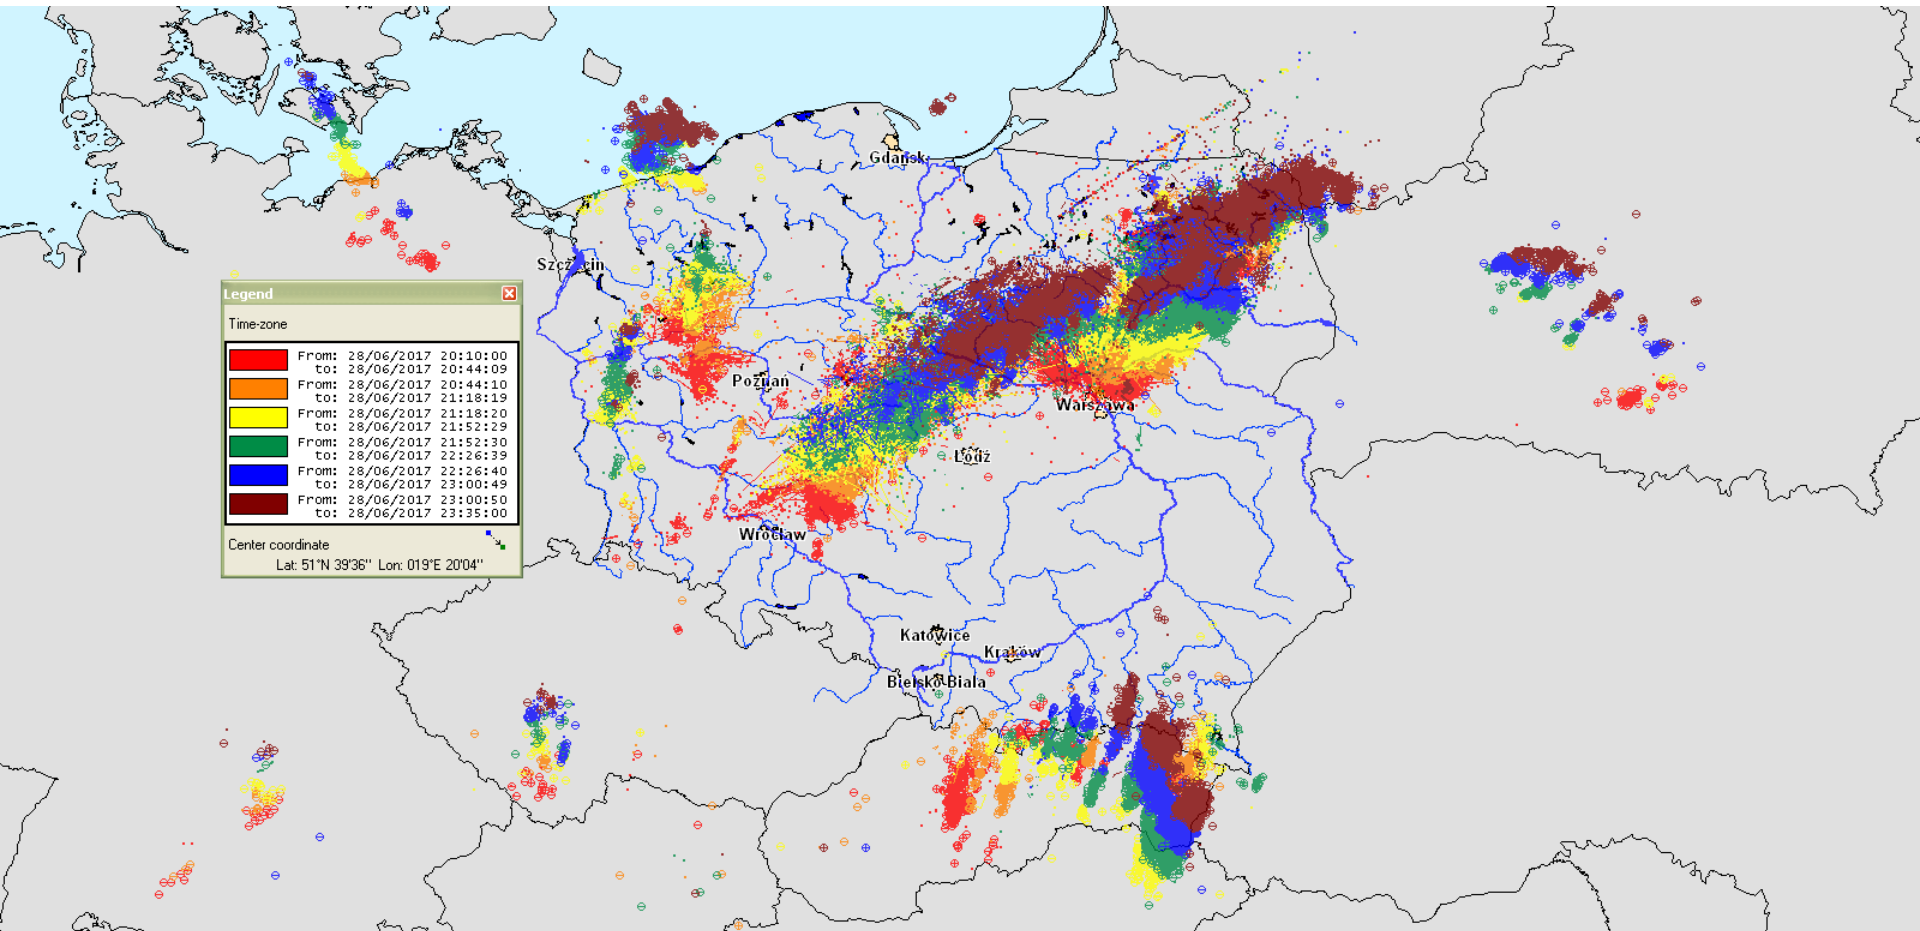 Gdańsk
Szczecin
Legend
Time-zone
From: 28/06/2017 20:10:00
to: 28/06/2017 20:44:09
From: 28/06/2017 20:44:10
to: 28/06/2017 21:18:19
From: 28/06/2017 21:18:20
to: 28/06/2017 21:52:29
From: 28/06/2017 21:52:30
to: 28/06/2017 22:26:39
From: 28/06/2017 22:26:40
to: 28/06/2017 23:00:49
From: 28/06/2017 23:00:50
to: 28/06/2017 23:35:00
Center coordinate
Lat: 51°N 39'36" Lon: 019°E 20'04"
Poznań
Warszawa
Łódź
Wrocław
Katowice
Kraków
Bielsko-Biala